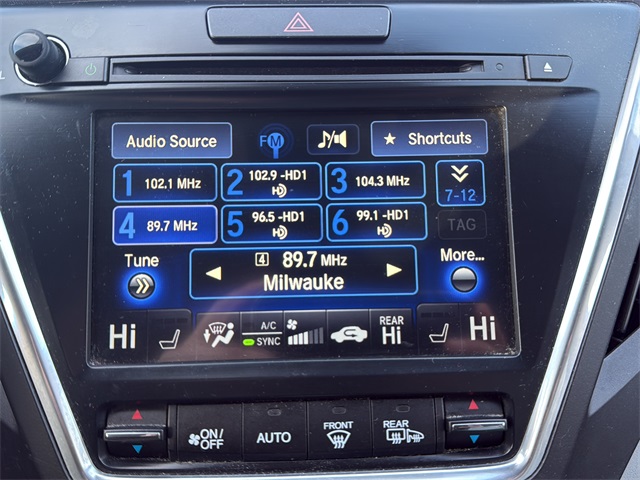 Audio Source FM ★ Shortcuts
1 102.1 MHz 2 102.9 -HD1 3 104.3 MHz 7-12
4 89.7 MHz 5 96.5 -HD1 6 99.1 -HD1 TAG
Tune 4 89.7 MHz More...
Milwauke
Hi A/C REAR Hi
SYNC Hi
ON/OFF AUTO FRONT REAR